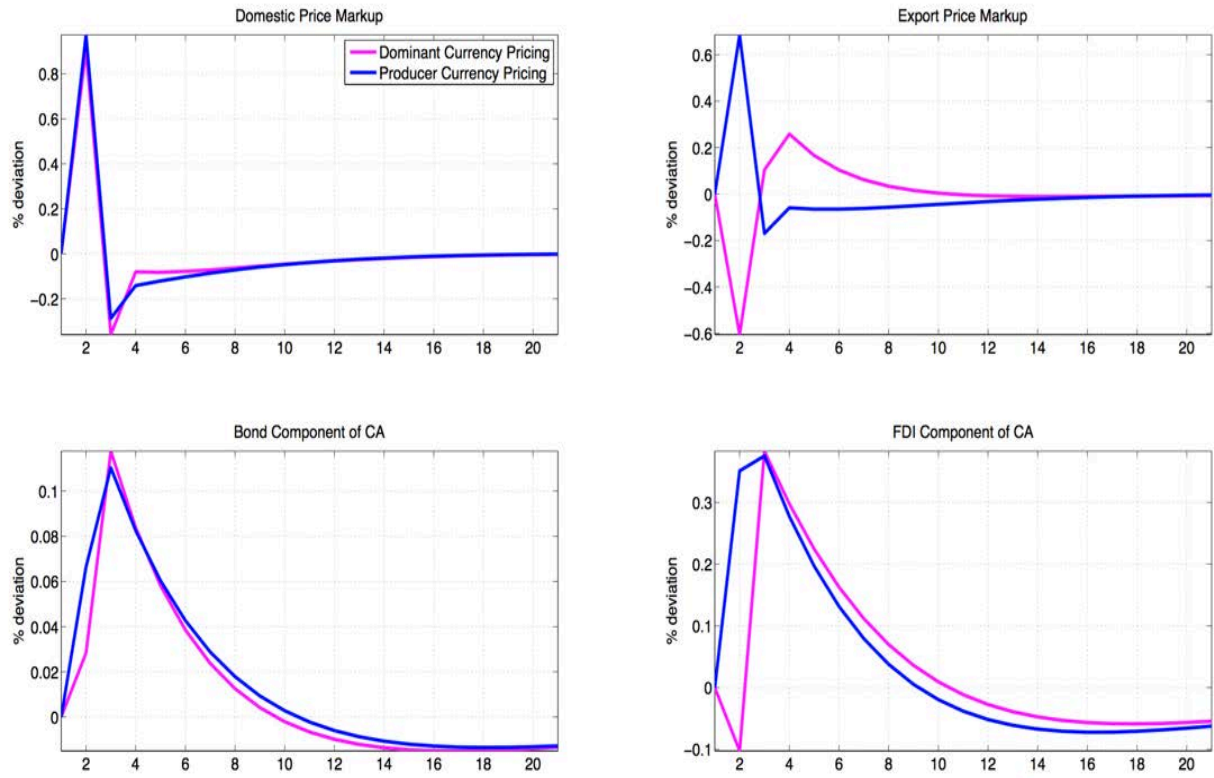 Domestic Price Markup
Dominant Currency Pricing
Producer Currency Pricing
% deviation
0.8
0.6
0.4
0.2
0
−0.2
2 4 6 8 10 12 14 16 18 20
Export Price Markup
% deviation
0.6
0.4
0.2
0
−0.2
−0.4
−0.6
2 4 6 8 10 12 14 16 18 20
Bond Component of CA
% deviation
0.1
0.08
0.06
0.04
0.02
0
2 4 6 8 10 12 14 16 18 20
FDI Component of CA
% deviation
0.3
0.2
0.1
0
−0.1
2 4 6 8 10 12 14 16 18 20